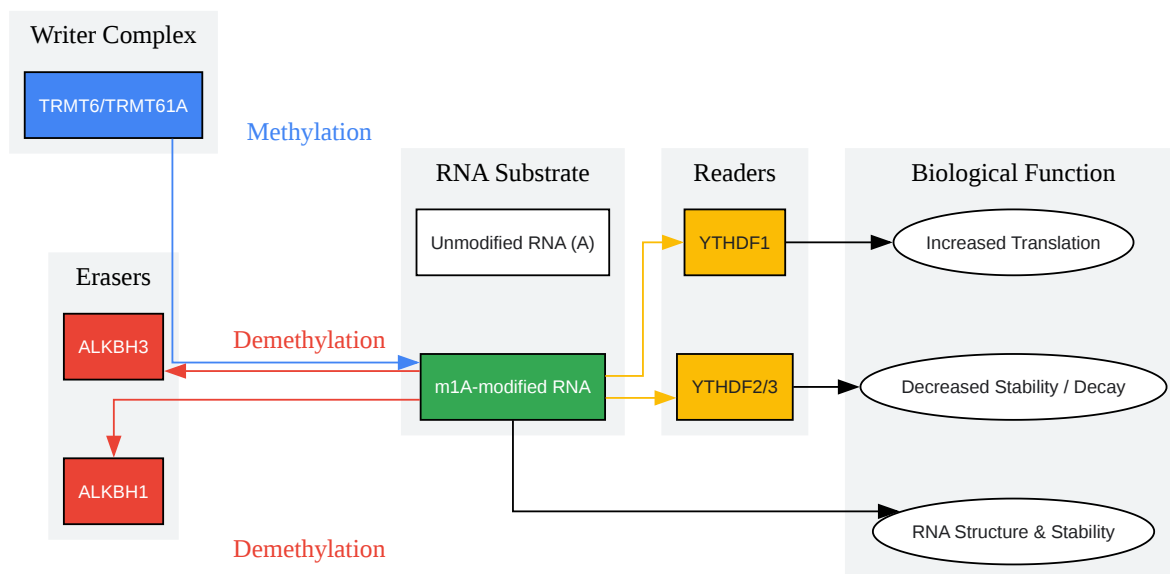 Writer Complex
TRMT6/TRMT61A
Methylation
RNA Substrate
Readers
Biological Function
Unmodified RNA (A)
YTHDF1
Increased Translation
Erasers
ALKBH3
Demethylation
m1A-modified RNA
YTHDF2/3
Decreased Stability / Decay
ALKBH1
RNA Structure & Stability
Demethylation